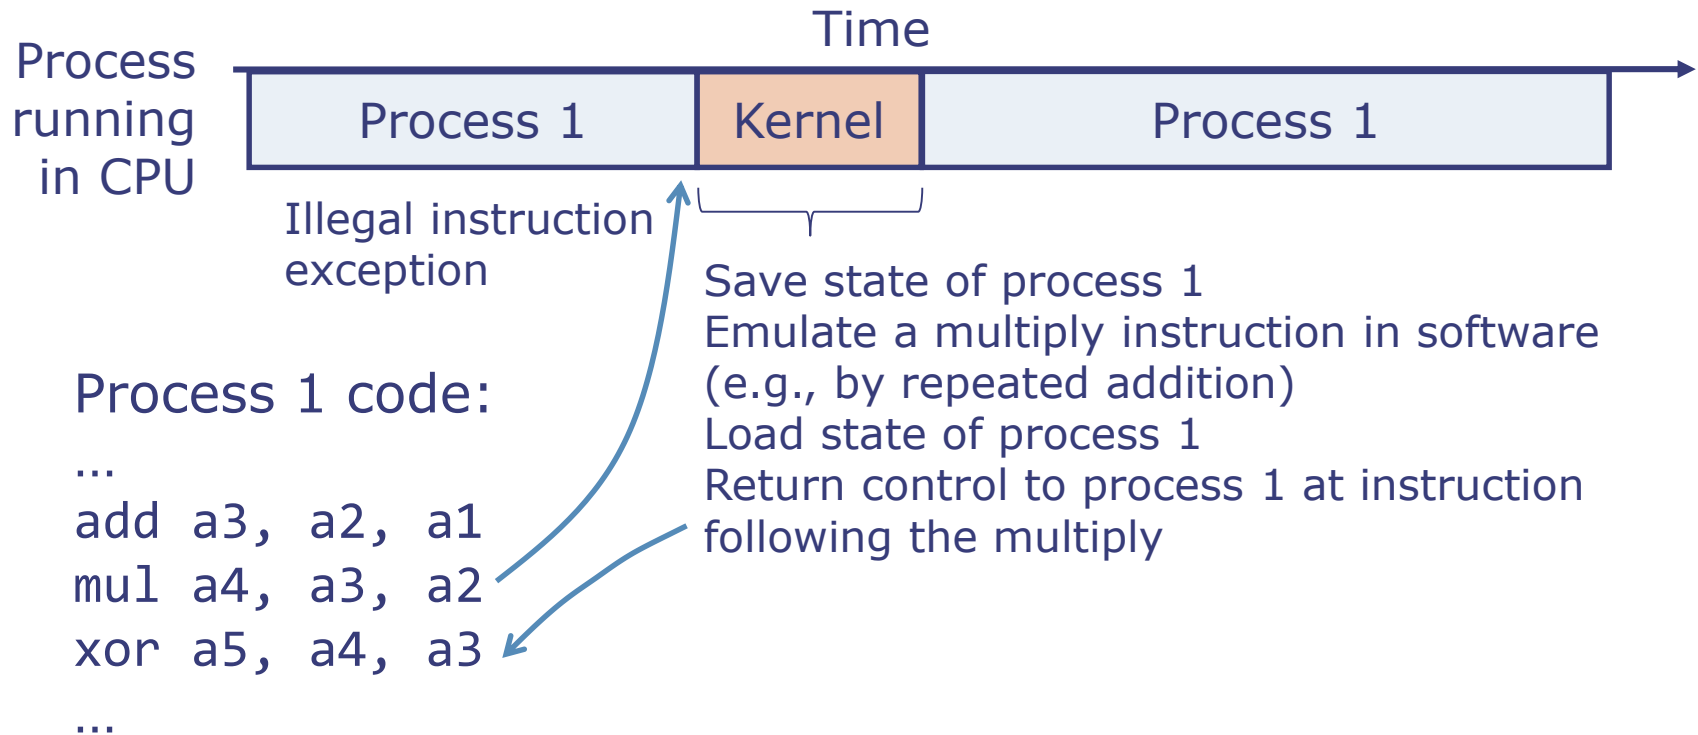 Time
Process
running
in CPU
Process 1
Kernel
Process 1
Illegal instruction
exception
Save state of process 1
Emulate a multiply instruction in software
(e.g., by repeated addition)
Load state of process 1
Return control to process 1 at instruction
following the multiply
Process 1 code:
…
add a3, a2, a1
mul a4, a3, a2
xor a5, a4, a3
…